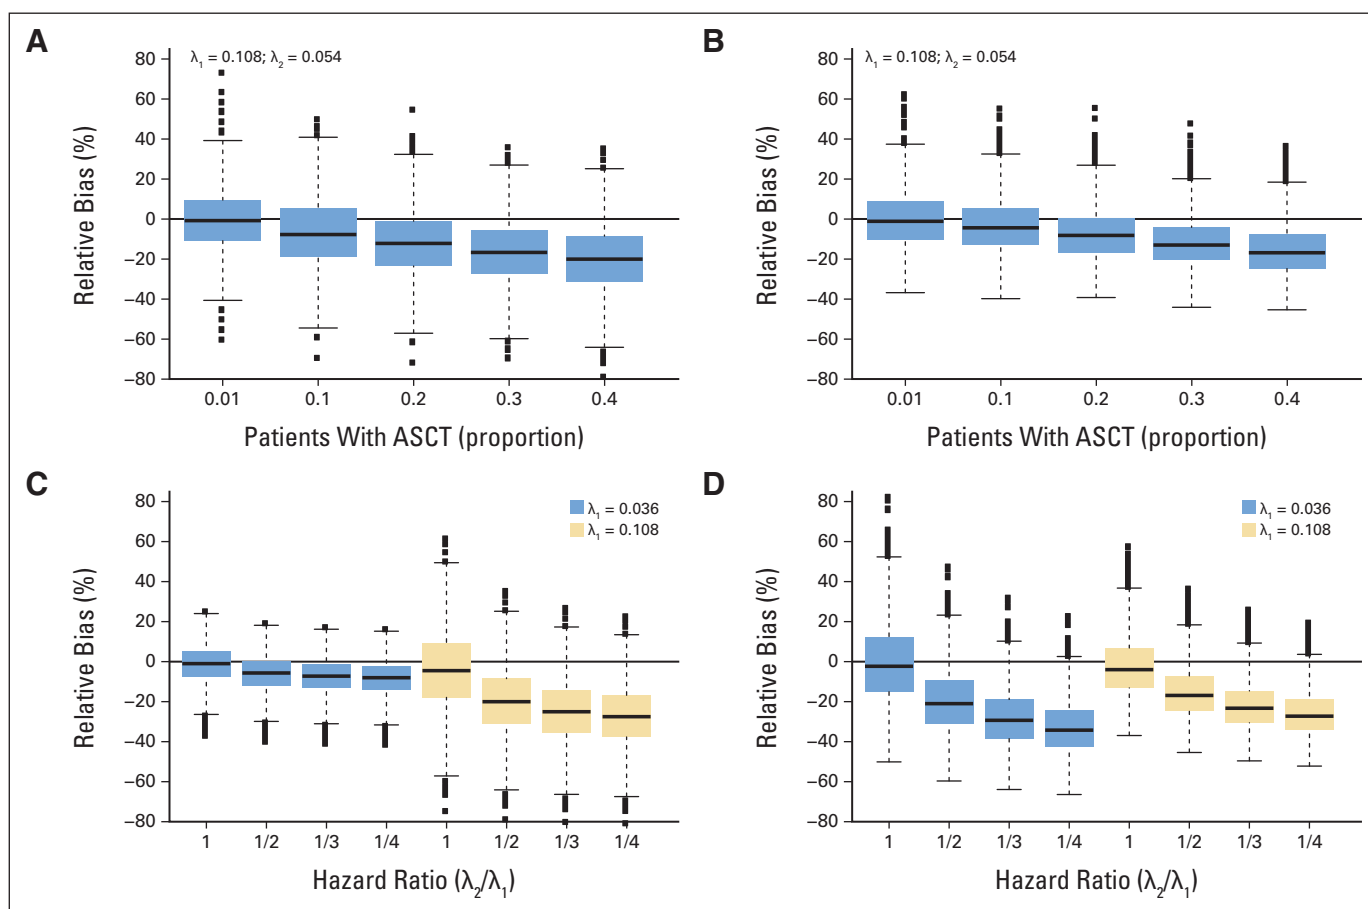 A
λ1 = 0.108; λ2 = 0.054
Relative Bias (%)
80
60
40
20
0
−20
−40
−60
−80
0.01 0.1 0.2 0.3 0.4
Patients With ASCT (proportion)
B
λ1 = 0.108; λ2 = 0.054
Relative Bias (%)
80
60
40
20
0
−20
−40
−60
−80
0.01 0.1 0.2 0.3 0.4
Patients With ASCT (proportion)
C
λ1 = 0.036
λ1 = 0.108
Relative Bias (%)
80
60
40
20
0
−20
−40
−60
−80
1 1/2 1/3 1/4 1 1/2 1/3 1/4
Hazard Ratio (λ2/λ1)
D
λ1 = 0.036
λ1 = 0.108
Relative Bias (%)
80
60
40
20
0
−20
−40
−60
−80
1 1/2 1/3 1/4 1 1/2 1/3 1/4
Hazard Ratio (λ2/λ1)